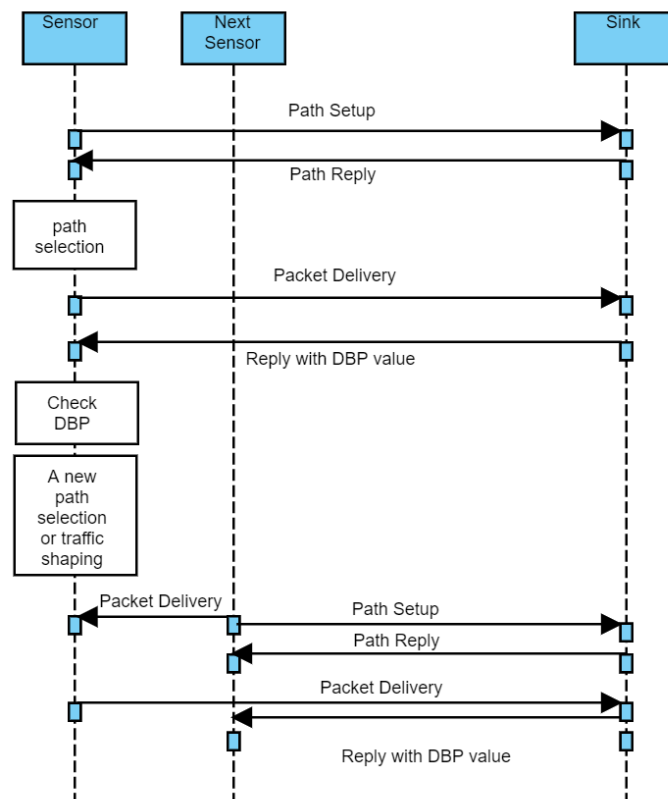 Sensor
Next
Sensor
Sink
Path Setup
Path Reply
path
selection
Packet Delivery
Reply with DBP value
Check
DBP
A new
path
selection
or traffic
shaping
Packet Delivery
Path Setup
Path Reply
Packet Delivery
Reply with DBP value